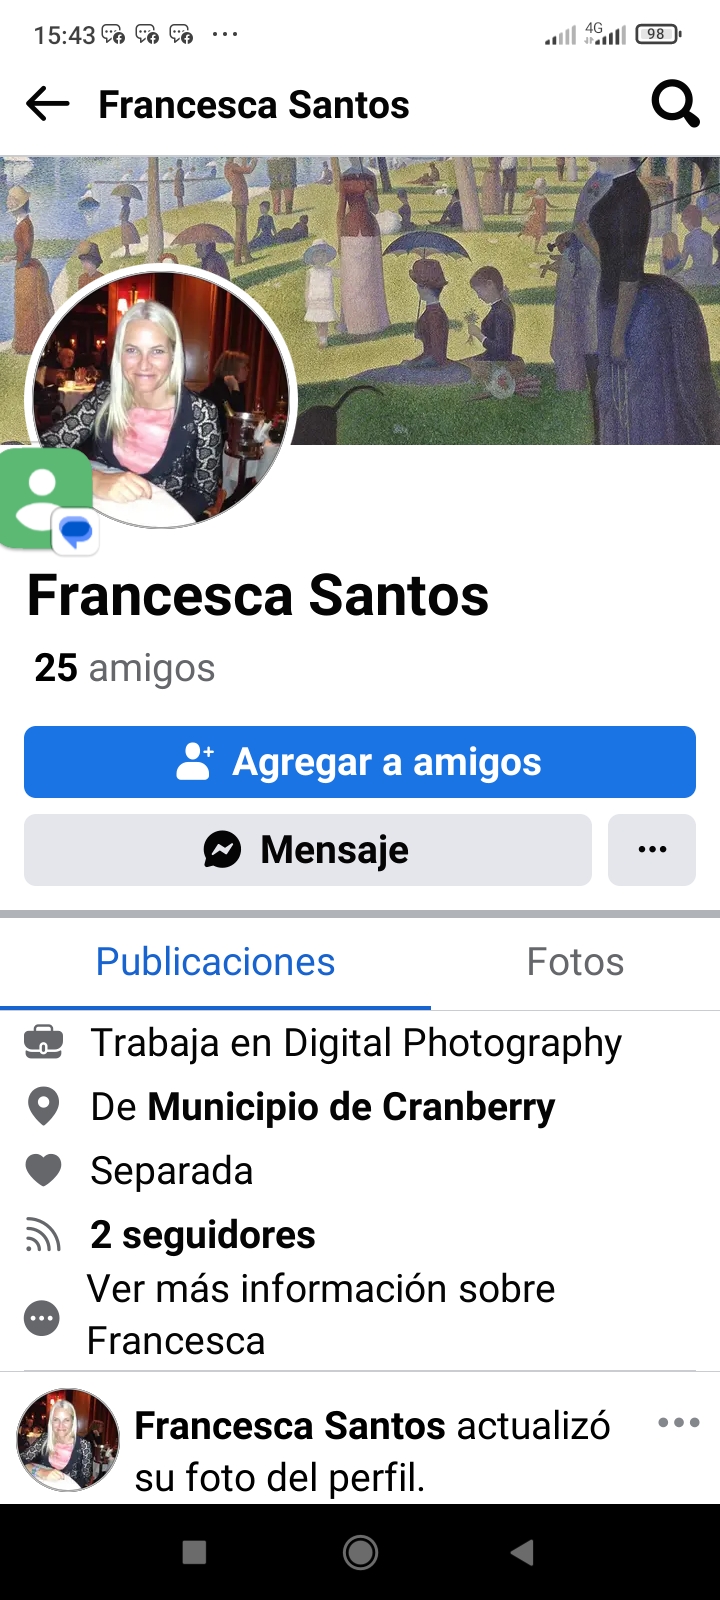 15:43 ... 4G 98
Francesca Santos
Francesca Santos
25 amigos
Agregar a amigos
Mensaje ...
Publicaciones Fotos
Trabaja en Digital Photography
De Municipio de Cranberry
Separada
2 seguidores
Ver más información sobre
Francesca
Francesca Santos actualizó
su foto del perfil.